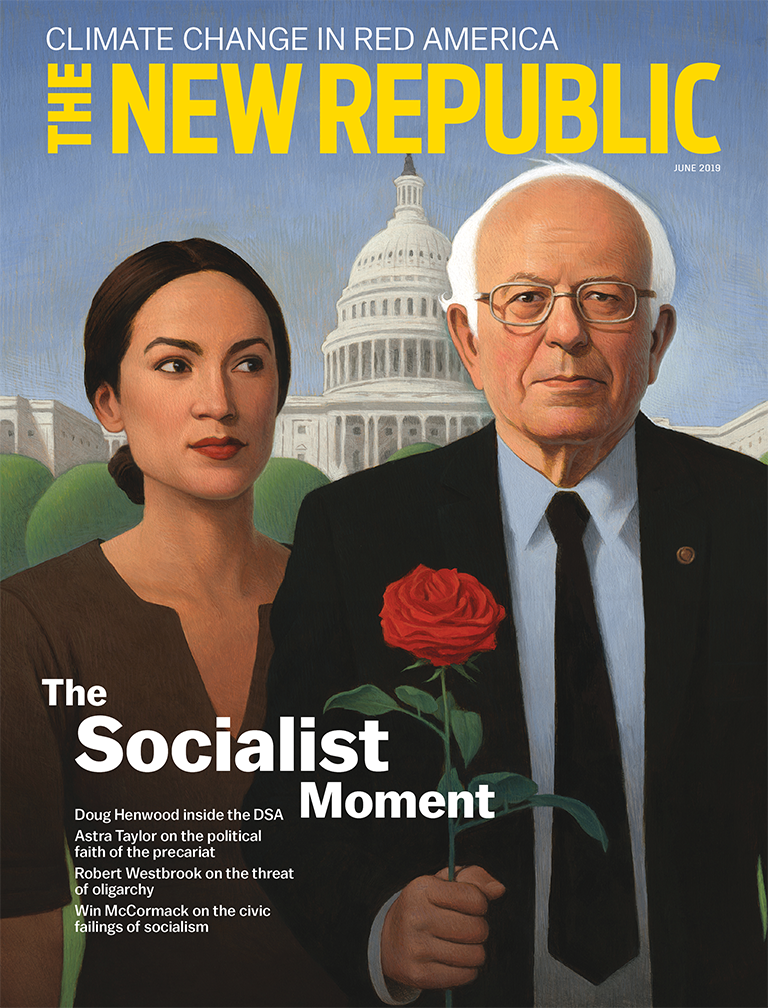 CLIMATE CHANGE IN RED AMERICA
THE NEW REPUBLIC
JUNE 2019
The
Socialist
Moment
Doug Henwood inside the DSA
Astra Taylor on the political
faith of the precariat
Robert Westbrook on the threat
of oligarchy
Win McCormack on the civic
failings of socialism